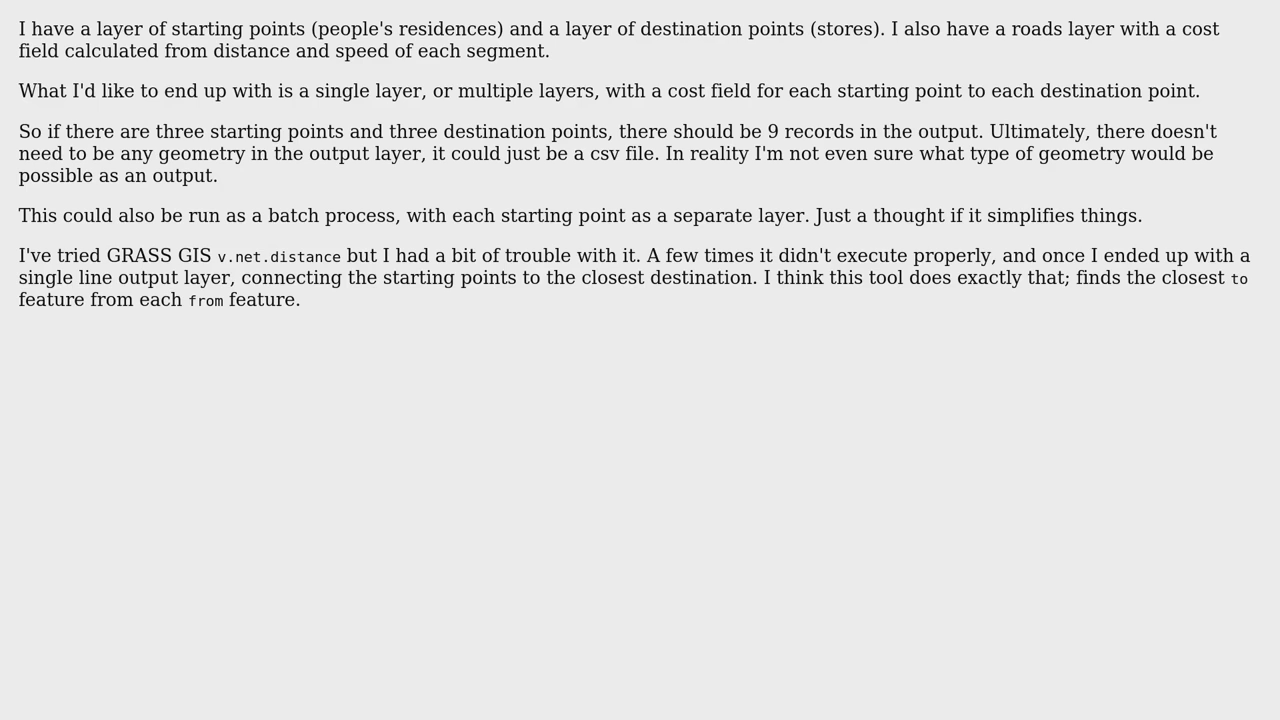 I have a layer of starting points (people's residences) and a layer of destination points (stores). I also have a roads layer with a cost
field calculated from distance and speed of each segment.
What I'd like to end up with is a single layer, or multiple layers, with a cost field for each starting point to each destination point.
So if there are three starting points and three destination points, there should be 9 records in the output. Ultimately, there doesn't
need to be any geometry in the output layer, it could just be a csv file. In reality I'm not even sure what type of geometry would be
possible as an output.
This could also be run as a batch process, with each starting point as a separate layer. Just a thought if it simplifies things.
I've tried GRASS GIS v.net.distance but I had a bit of trouble with it. A few times it didn't execute properly, and once I ended up with a
single line output layer, connecting the starting points to the closest destination. I think this tool does exactly that; finds the closest to
feature from each from feature.